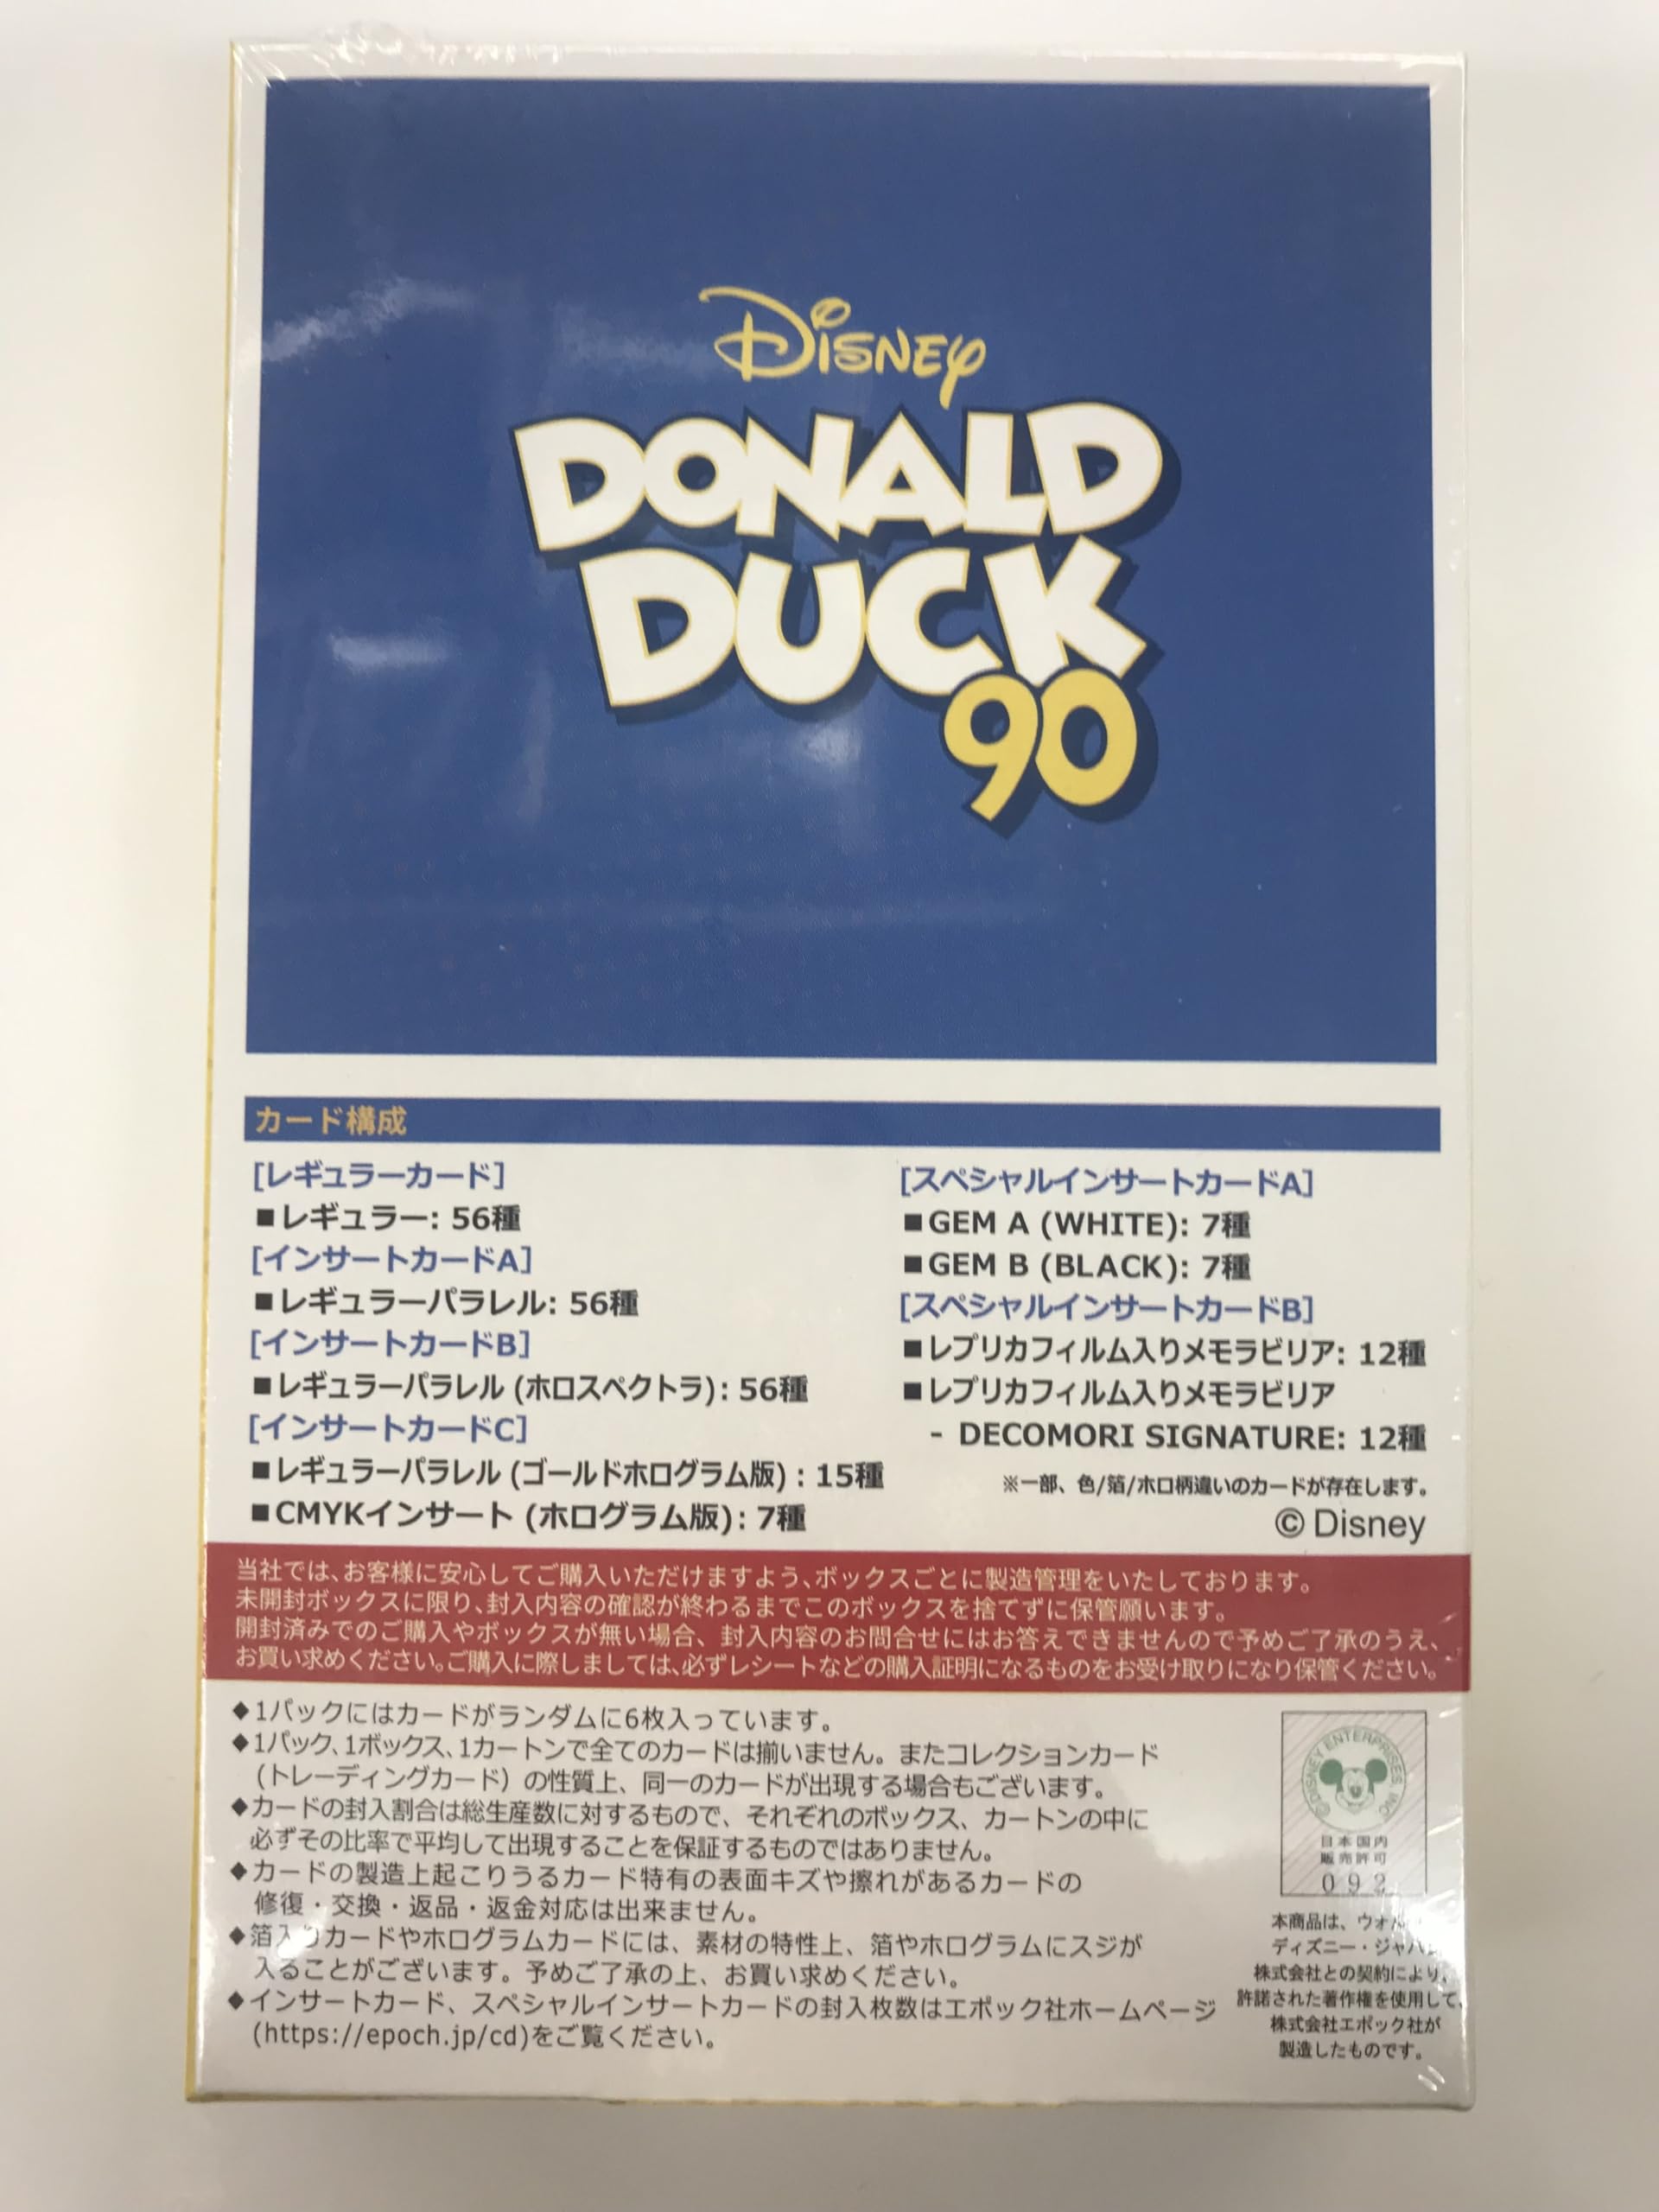 Disney
DONALD
DUCK
90
カード構成
[レギュラーカード]
■レギュラー: 56種
[インサートカードA]
■レギュラーパラレル: 56種
[インサートカードB]
■レギュラーパラレル (ホロスペクトラ): 56種
[インサートカードC]
■レギュラーパラレル (ゴールドホログラム版) : 15種
■CMYKインサート (ホログラム版): 7種
[スペシャルインサートカードA]
■GEM A (WHITE): 7種
■GEM B (BLACK): 7種
[スペシャルインサートカードB]
■レプリカフィルム入りメモラビリア: 12種
■レプリカフィルム入りメモラビリア
- DECOMORI SIGNATURE: 12種
※一部、色/箔/ホロ柄違いのカードが存在します。
© Disney
当社では、お客様に安心してご購入いただけますよう、ボックスごとに製造管理をいたしております。
未開封ボックスに限り、封入内容の確認が終わるまでこのボックスを捨てずに保管願います。
開封済みでのご購入やボックスが無い場合、封入内容のお問合せにはお答えできませんので予めご了承のうえ、
お買い求めください。ご購入に際しましては、必ずレシートなどの購入証明になるものをお受け取りになり保管ください。
◆1パックにはカードがランダムに6枚入っています。
◆1パック、1ボックス、1カートンで全てのカードは揃いません。またコレクションカード
(トレーディングカード）の性質上、同一のカードが出現する場合もございます。
◆カードの封入割合は総生産数に対するもので、それぞれのボックス、カートンの中に
必ずその比率で平均して出現することを保証するものではありません。
◆カードの製造上起こりうるカード特有の表面キズや擦れがあるカードの
修復・交換・返品・返金対応は出来ません。
◆箔入りカードやホログラムカードには、素材の特性上、箔やホログラムにスジが
入ることがございます。予めご了承の上、お買い求めください。
◆インサートカード、スペシャルインサートカードの封入枚数はエポック社ホームページ
(https://epoch.jp/cd)をご覧ください。
©DISNEY ENTERPRISES, INC
日本国内
販売許可
092
本商品は、ウォルト
ディズニー・ジャパン
株式会社との契約により、
許諾された著作権を使用して、
株式会社エポック社が
製造したものです。